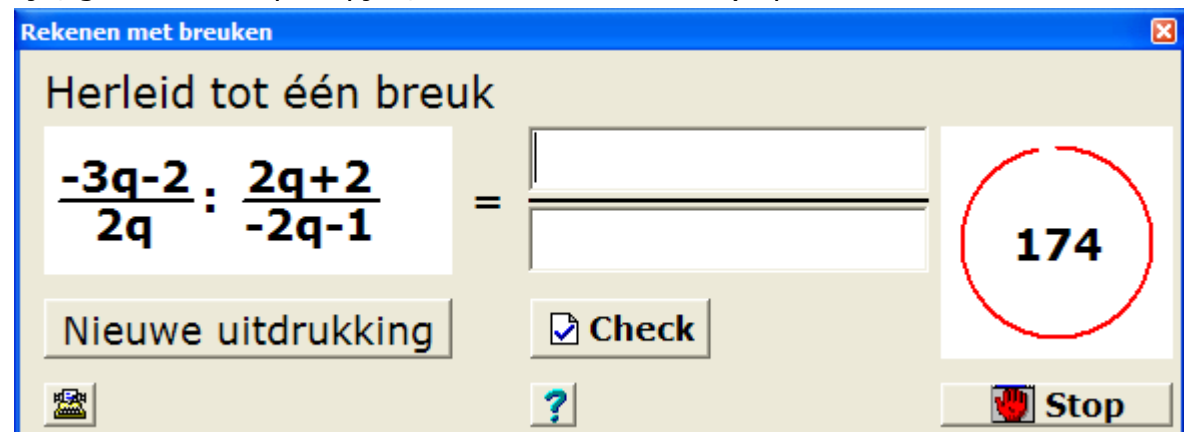 Rekenen met breuken
Herleid tot één breuk
-3q-2 : 2q+2 =
2q -2q-1
174
Nieuwe uitdrukking
Check
?
Stop